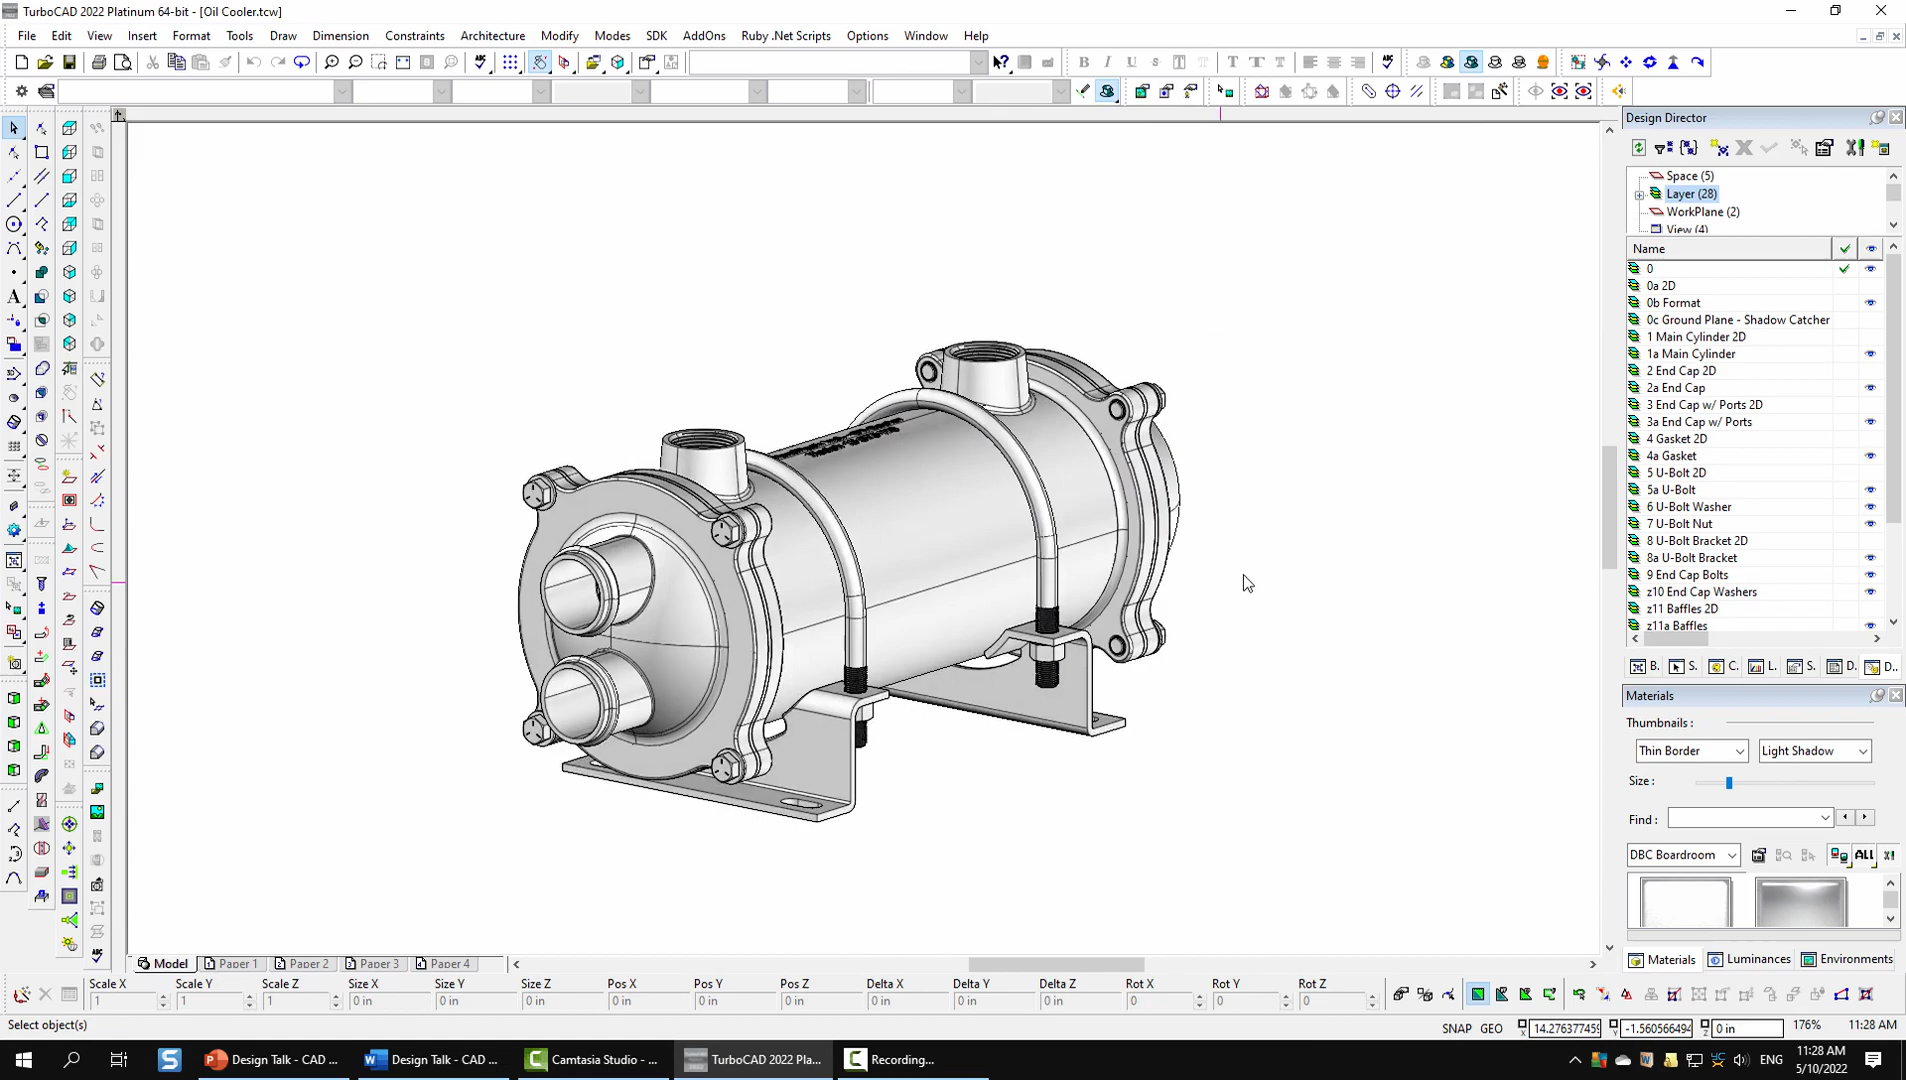 TurboCAD 2022 Platinum 64-bit - [Oil Cooler.tcw]
File Edit View Insert Format Tools Draw Dimension Constraints Architecture Modify Modes SDK AddOns Ruby .Net Scripts Options Window Help
Design Director
Space (5)
Layer (28)
WorkPlane (2)
View (4)
Name
0
0a 2D
0b Format
0c Ground Plane - Shadow Catcher
1 Main Cylinder 2D
1a Main Cylinder
2 End Cap 2D
2a End Cap
3 End Cap w/ Ports 2D
3a End Cap w/ Ports
4 Gasket 2D
4a Gasket
5 U-Bolt 2D
5a U-Bolt
6 U-Bolt Washer
7 U-Bolt Nut
8 U-Bolt Bracket 2D
8a U-Bolt Bracket
9 End Cap Bolts
z10 End Cap Washers
z11 Baffles 2D
z11a Baffles
B. S. C. L. S. D. D..
Materials
Thumbnails :
Thin Border Light Shadow
Size :
Find :
DBC Boardroom ALL
Materials Luminances Environments
Model Paper 1 Paper 2 Paper 3 Paper 4
Scale X Scale Y Scale Z Size X Size Y Size Z Pos X Pos Y Pos Z Delta X Delta Y Delta Z Rot X Rot Y Rot Z
1 1 1 0 in 0 in 0 in 0 in 0 in 0 in 0 in 0 in 0 in 0 0 0
Select object(s)
SNAP GEO 14.276377459 -1.560566494 0 in 176% 11:28 AM
Design Talk - CAD ... Design Talk - CAD ... Camtasia Studio - ... TurboCAD 2022 Pla... Recording...
ENG
11:28 AM
5/10/2022